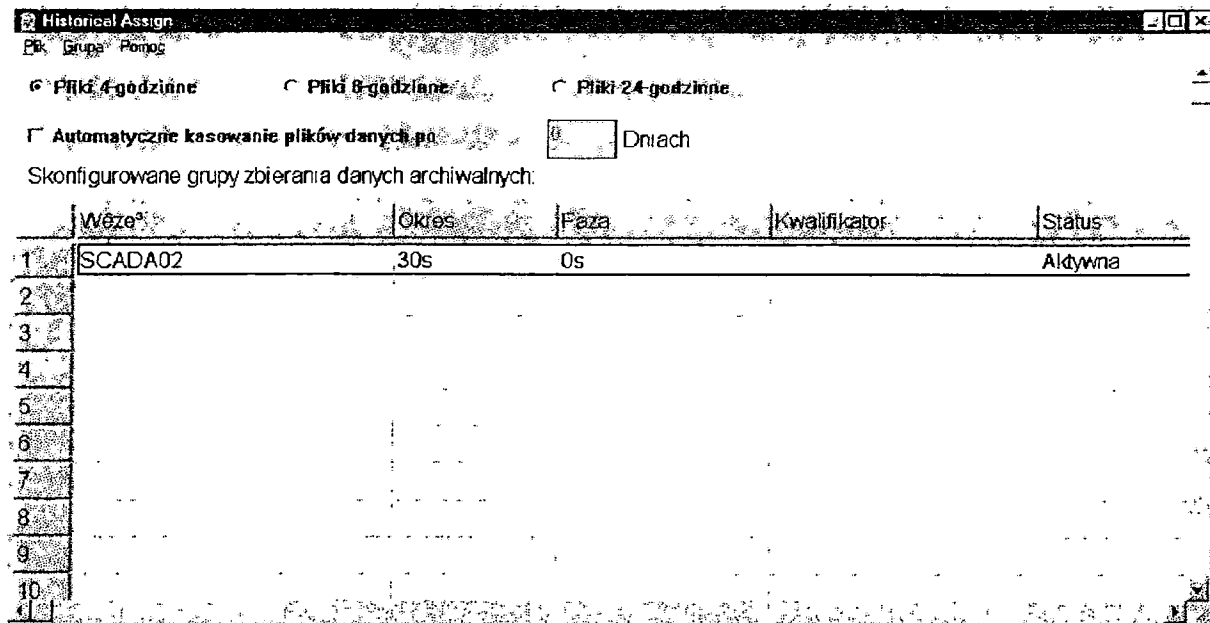 Historical Assign
Plik Grupa Pomoc
Pliki 4-godzinne Pliki 8-godzinne Pliki 24-godzinne
Automatyczne kasowanie plików danych po 0 Dniach
Skonfigurowane grupy zbierania danych archiwalnych:
Węze³ Okres Faza Kwalifikator Status
1 SCADA02 30s 0s Aktywna
2
3
4
5
6
7
8
9
10